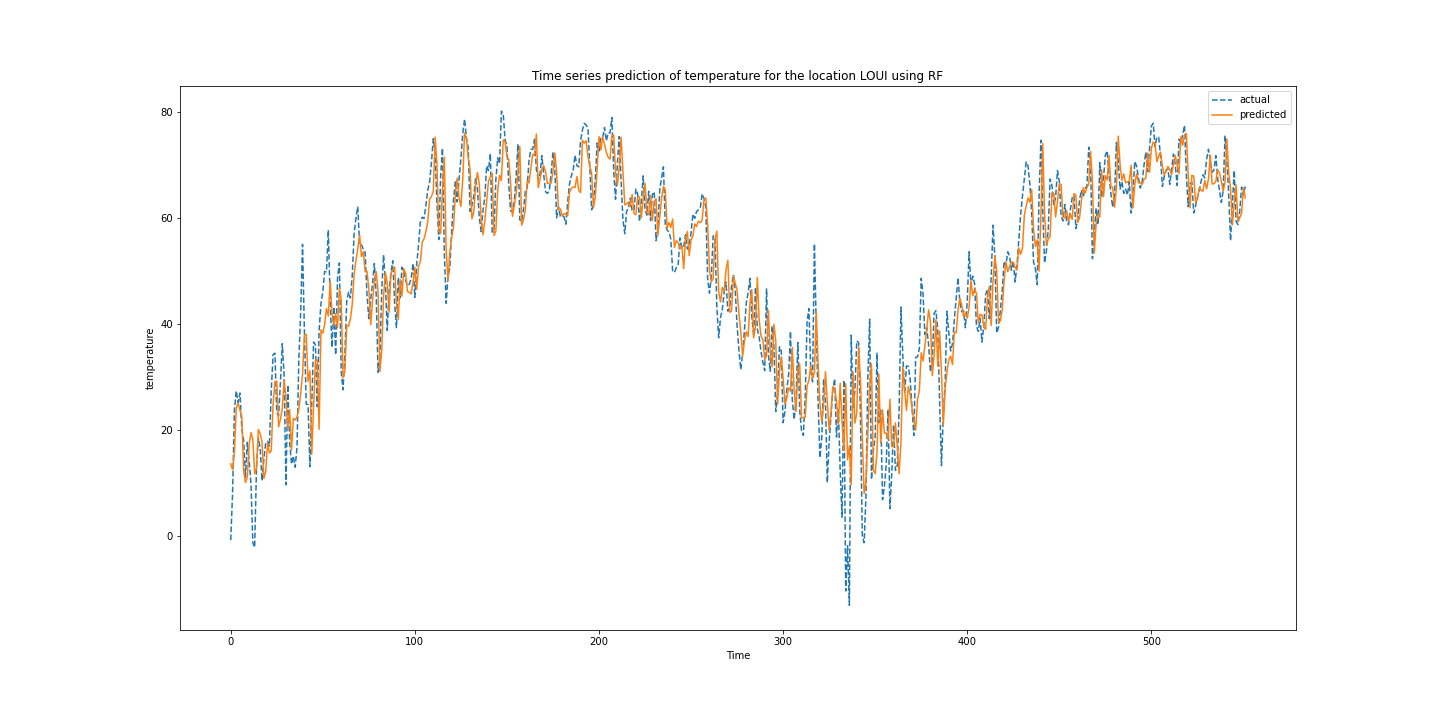 Time series prediction of temperature for the location LOUI using RF
actual
predicted
80
60
40
20
0
temperature
0 100 200 300 400 500
Time